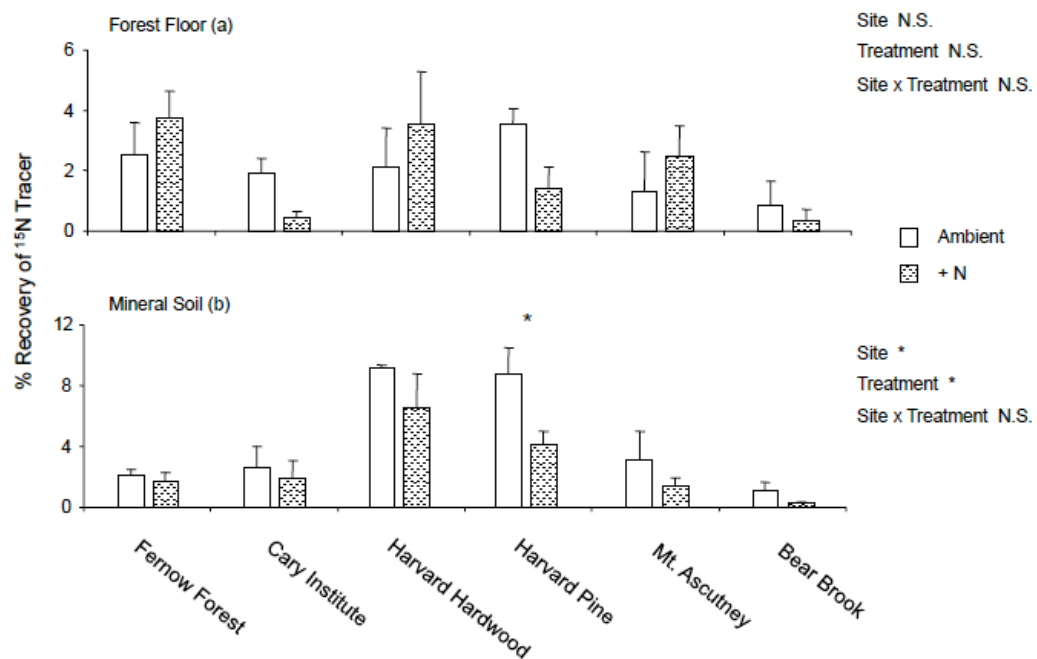 Forest Floor (a)
Site N.S.
Treatment N.S.
Site x Treatment N.S.
6
4
2
0
% Recovery of ¹⁵N Tracer
Ambient
+ N
Mineral Soil (b)
*
12
8
4
0
Site *
Treatment *
Site x Treatment N.S.
Fernow Forest
Cary Institute
Harvard Hardwood
Harvard Pine
Mt. Ascutney
Bear Brook